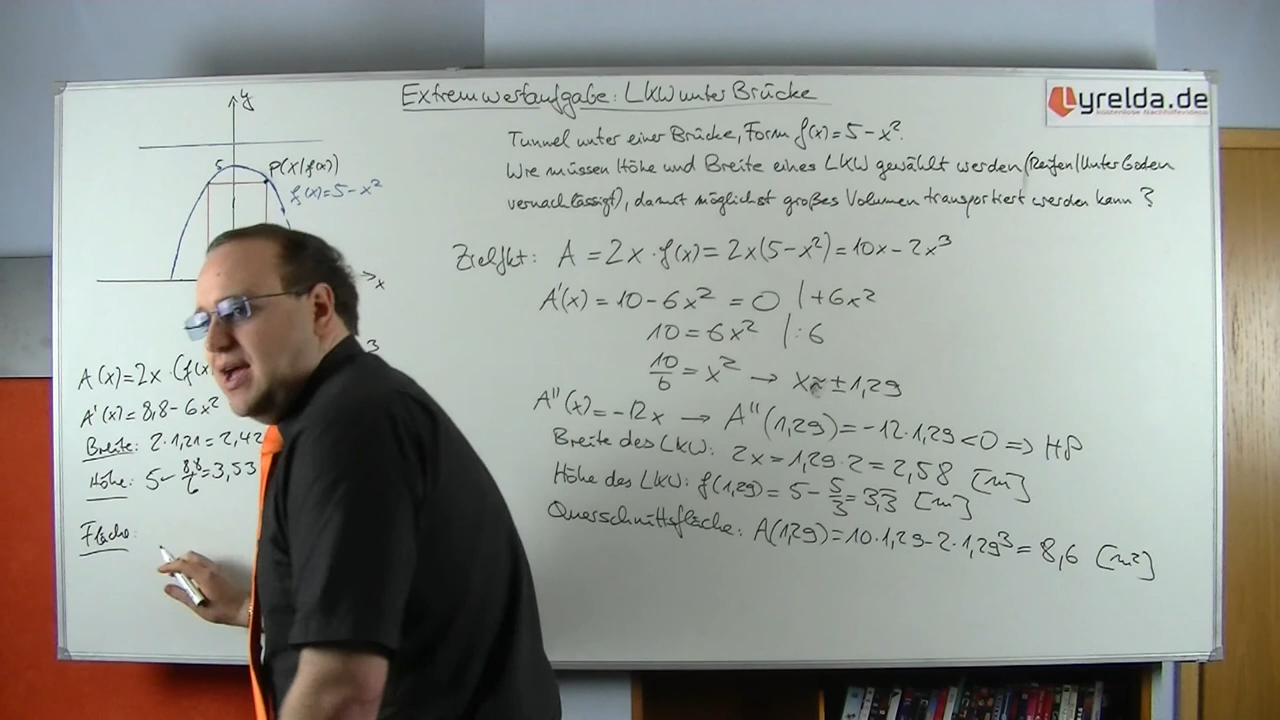 Extremwertaufgabe: LKW unter Brücke
Lyrelda.de
kostenlose Nachhilfevideos
Tunnel unter einer Brücke, Form f(x) = 5 - x².
Wie müssen Höhe und Breite eines LKW gewählt werden (Reifen/Unterboden
vernachlässigt), damit möglichst großes Volumen transportiert werden kann?
y
5
P(x|f(x))
f(x) = 5 - x²
x
Zielfkt: A = 2x · f(x) = 2x(5 - x²) = 10x - 2x³
A'(x) = 10 - 6x² = 0 | +6x²
10 = 6x² | :6
10/6 = x² → x ≈ ± 1,29
A''(x) = -12x → A''(1,29) = -12 · 1,29 < 0 => HP
Breite des LKW: 2x = 1,29 · 2 = 2,58 [m]
Höhe des LKW: f(1,29) = 5 - 5/3 = 3,3̅ [m]
Querschnittsfläche: A(1,29) = 10 · 1,29 - 2 · 1,29³ = 8,6 [m²]
A(x) = 2x · (f(x) 3
A'(x) = 8,8 - 6x²
Breite: 2 · 1,21 = 2,42
Höhe: 5 - 8,8/6 = 3,53
Fläche: